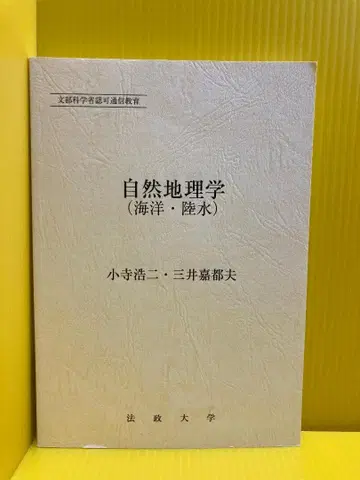 文部科学省認可通信教育
自然地理学
（海洋・陸水）
小寺浩二・三井嘉都夫
法政大学